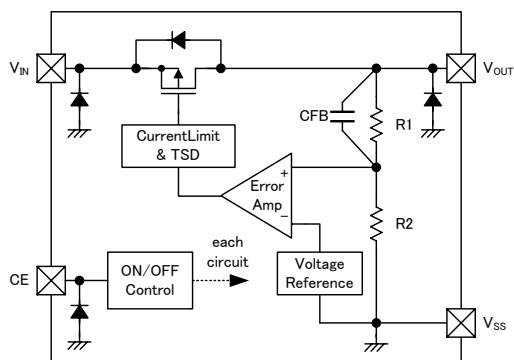 VIN
VOUT
CFB
R1
CurrentLimit
& TSD
+
Error
Amp
−
R2
each
circuit
CE
ON/OFF
Control
Voltage
Reference
VSS